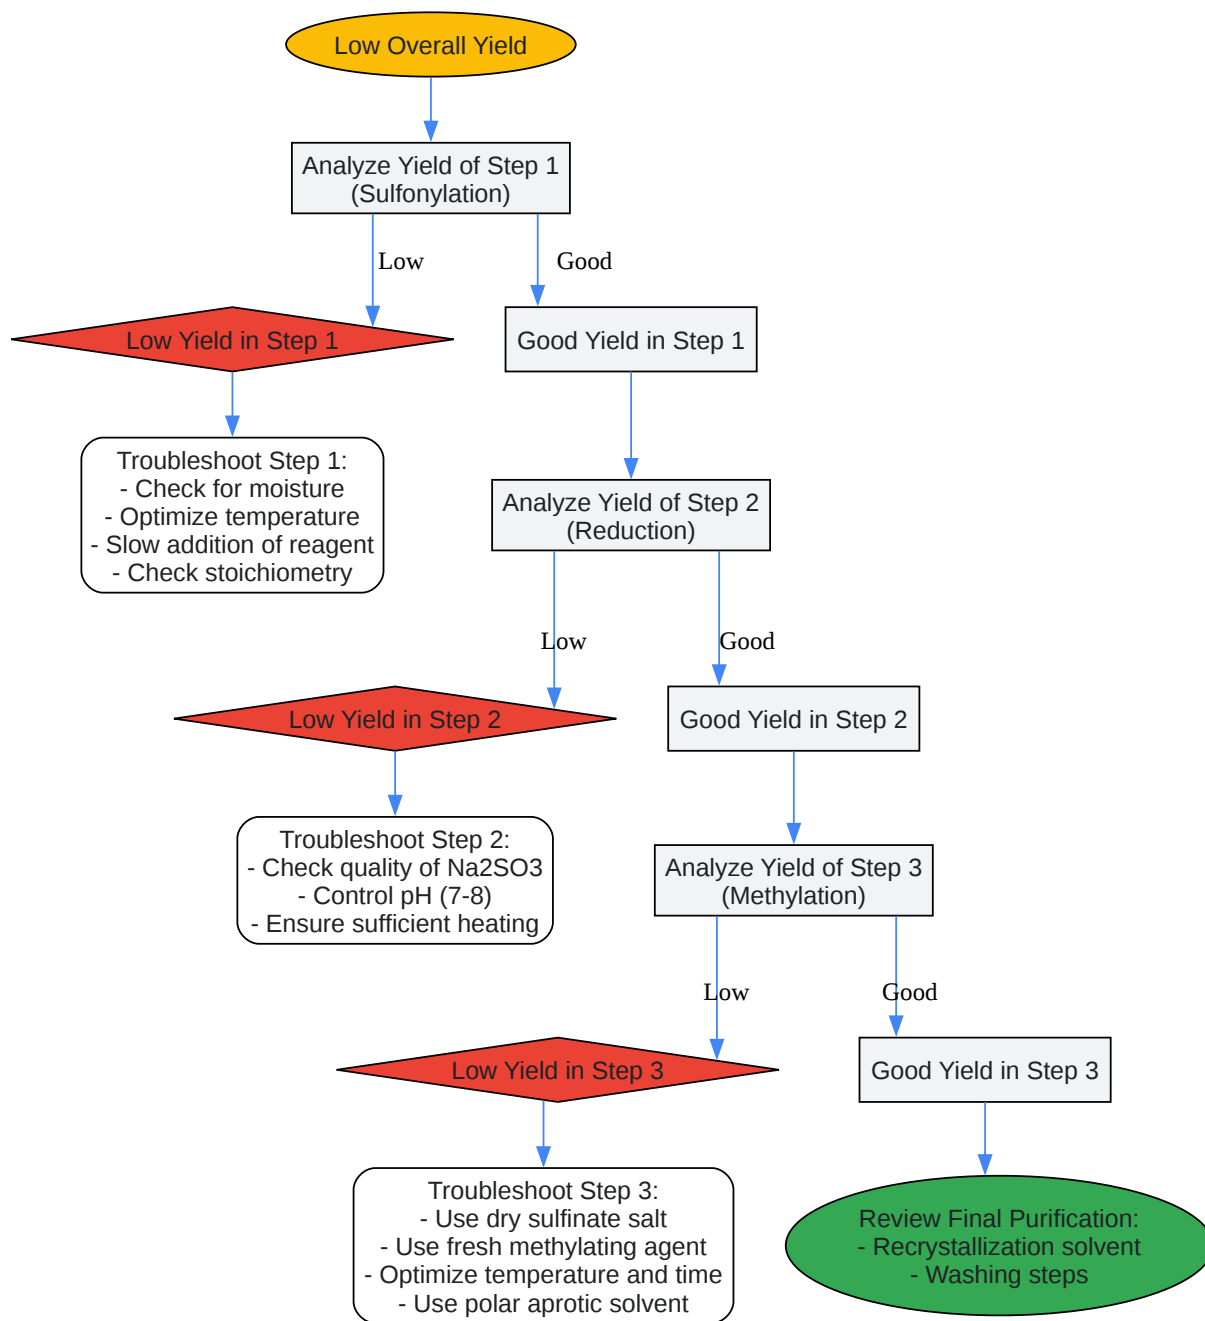 Low Overall Yield
Analyze Yield of Step 1
(Sulfonylation)
Low
Good
Low Yield in Step 1
Good Yield in Step 1
Troubleshoot Step 1:
- Check for moisture
- Optimize temperature
- Slow addition of reagent
- Check stoichiometry
Analyze Yield of Step 2
(Reduction)
Low
Good
Low Yield in Step 2
Good Yield in Step 2
Troubleshoot Step 2:
- Check quality of Na2SO3
- Control pH (7-8)
- Ensure sufficient heating
Analyze Yield of Step 3
(Methylation)
Low
Good
Low Yield in Step 3
Good Yield in Step 3
Troubleshoot Step 3:
- Use dry sulfinate salt
- Use fresh methylating agent
- Optimize temperature and time
- Use polar aprotic solvent
Review Final Purification:
- Recrystallization solvent
- Washing steps